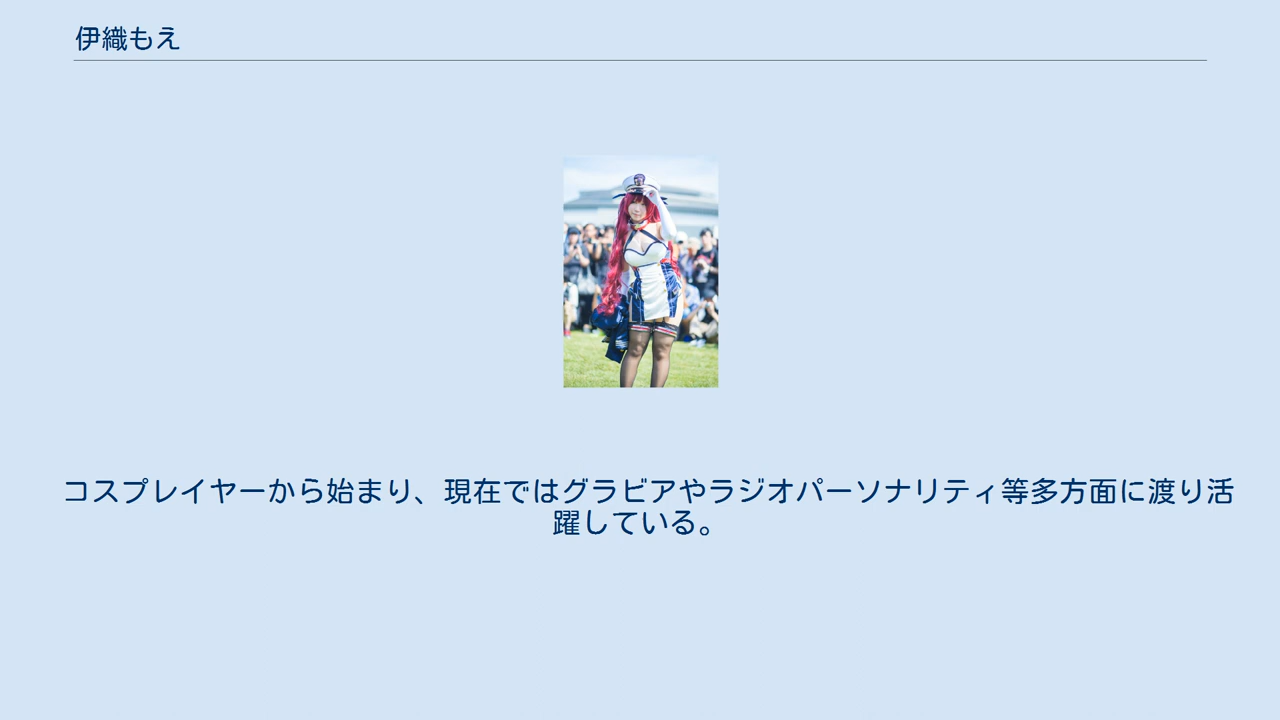 伊織もえ
コスプレイヤーから始まり、現在ではグラビアやラジオパーソナリティ等多方面に渡り活
躍している。